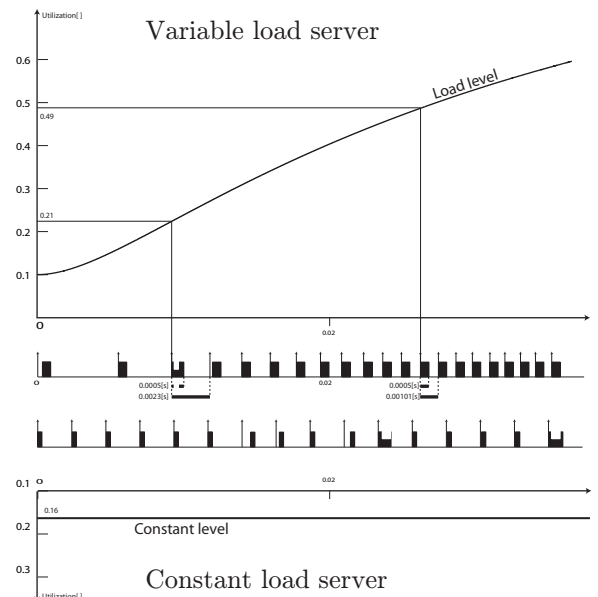 Utilization[ ]
Variable load server
0.6
Load level
0.5
0.49
0.4
0.3
0.21
0.2
0.1
O
0.02
O
0.02
0.0005[s]
0.0005[s]
0.0023[s]
0.00101[s]
0.1
O
0.02
0.16
0.2
Constant level
0.3
Constant load server
Utilization[ ]